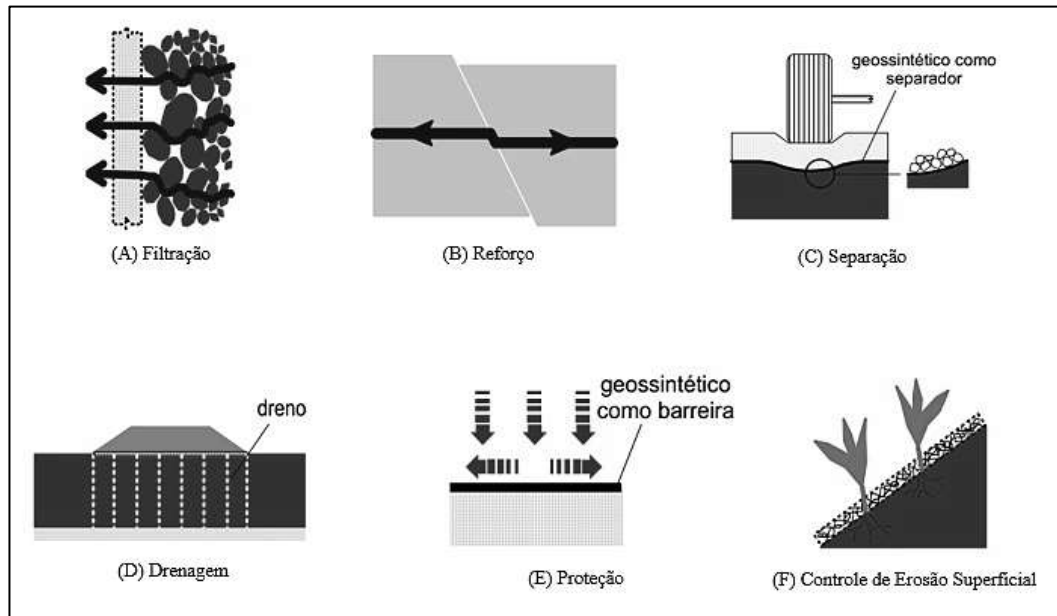 geossintético como
separador
(A) Filtração
(B) Reforço
(C) Separação
dreno
geossintético
como barreira
(D) Drenagem
(E) Proteção
(F) Controle de Erosão Superficial